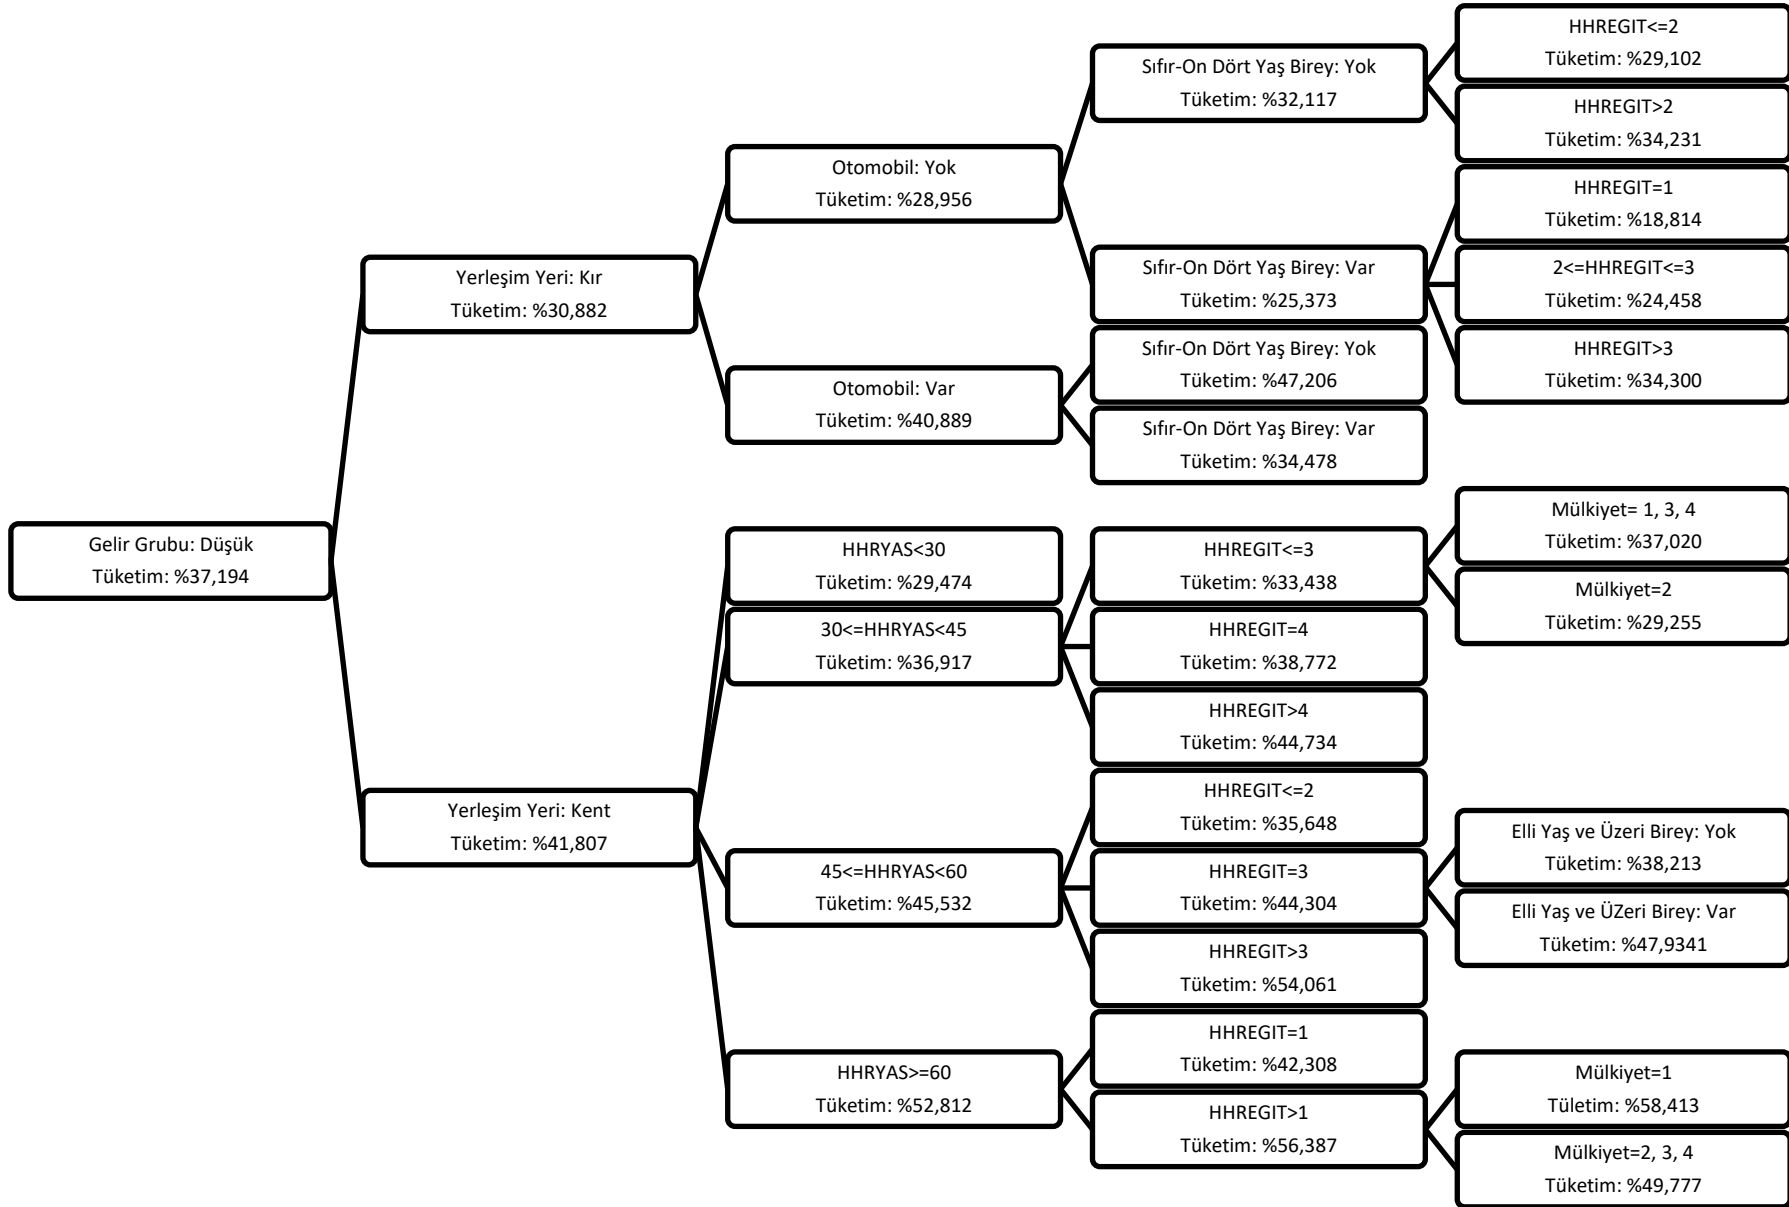 Gelir Grubu: Düşük
Tüketim: %37,194
Yerleşim Yeri: Kır
Tüketim: %30,882
Yerleşim Yeri: Kent
Tüketim: %41,807
Otomobil: Yok
Tüketim: %28,956
Otomobil: Var
Tüketim: %40,889
HHRYAS<30
Tüketim: %29,474
30<=HHRYAS<45
Tüketim: %36,917
45<=HHRYAS<60
Tüketim: %45,532
HHRYAS>=60
Tüketim: %52,812
Sıfır-On Dört Yaş Birey: Yok
Tüketim: %32,117
Sıfır-On Dört Yaş Birey: Var
Tüketim: %25,373
Sıfır-On Dört Yaş Birey: Yok
Tüketim: %47,206
Sıfır-On Dört Yaş Birey: Var
Tüketim: %34,478
HHREGIT<=3
Tüketim: %33,438
HHREGIT=4
Tüketim: %38,772
HHREGIT>4
Tüketim: %44,734
HHREGIT<=2
Tüketim: %35,648
HHREGIT=3
Tüketim: %44,304
HHREGIT>3
Tüketim: %54,061
HHREGIT=1
Tüketim: %42,308
HHREGIT>1
Tüketim: %56,387
HHREGIT<=2
Tüketim: %29,102
HHREGIT>2
Tüketim: %34,231
HHREGIT=1
Tüketim: %18,814
2<=HHREGIT<=3
Tüketim: %24,458
HHREGIT>3
Tüketim: %34,300
Mülkiyet= 1, 3, 4
Tüketim: %37,020
Mülkiyet=2
Tüketim: %29,255
Elli Yaş ve Üzeri Birey: Yok
Tüketim: %38,213
Elli Yaş ve ÜZeri Birey: Var
Tüketim: %47,9341
Mülkiyet=1
Tületim: %58,413
Mülkiyet=2, 3, 4
Tüketim: %49,777